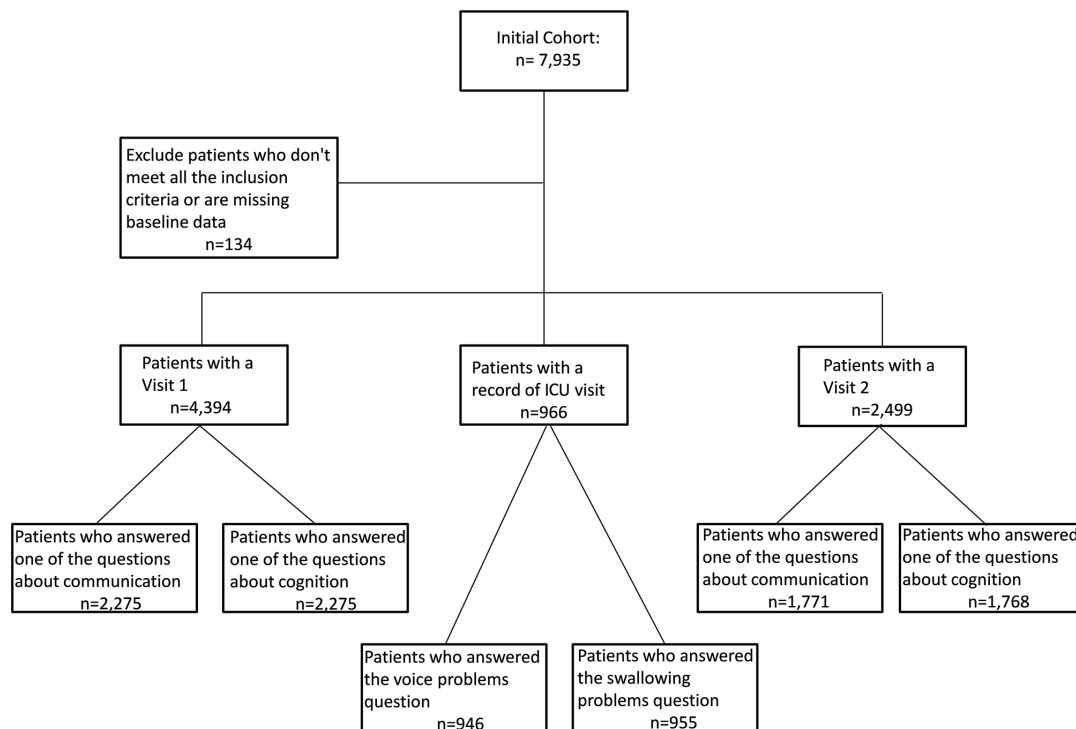 Initial Cohort:
n= 7,935
Exclude patients who don't
meet all the inclusion
criteria or are missing
baseline data
n=134
Patients with a
Visit 1
n=4,394
Patients with a
record of ICU visit
n=966
Patients with a
Visit 2
n=2,499
Patients who answered
one of the questions
about communication
n=2,275
Patients who answered
one of the questions
about cognition
n=2,275
Patients who answered
one of the questions
about communication
n=1,771
Patients who answered
one of the questions
about cognition
n=1,768
Patients who answered
the voice problems
question
n=946
Patients who answered
the swallowing
problems question
n=955